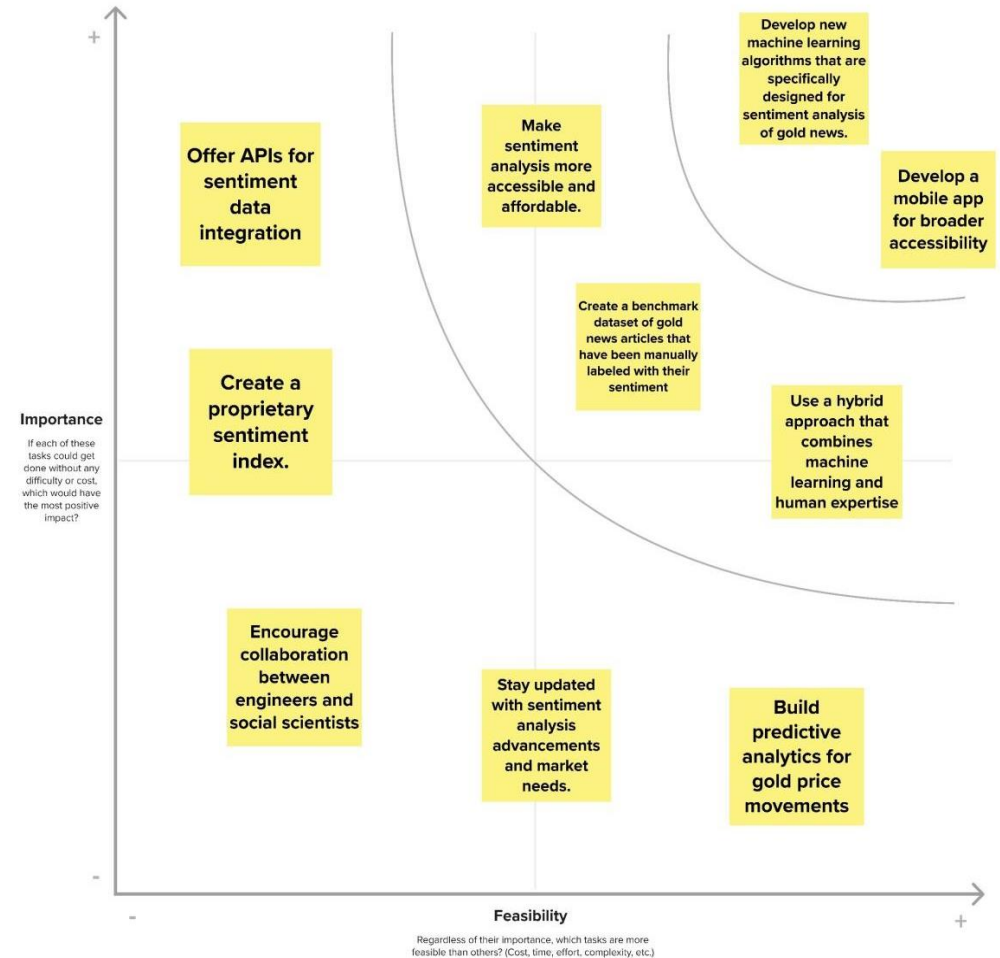 +
Develop new
machine learning
algorithms that are
specifically
designed for
sentiment analysis
of gold news.
Make
sentiment
analysis more
accessible and
affordable.
Offer APIs for
sentiment
data
integration
Develop a
mobile app
for broader
accessibility
Create a benchmark
dataset of gold
news articles that
have been manually
labeled with their
sentiment
Create a
proprietary
sentiment
index.
Use a hybrid
approach that
combines
machine
learning and
human expertise
Importance
If each of these
tasks could get
done without any
difficulty or cost,
which would have
the most positive
impact?
Encourage
collaboration
between
engineers and
social scientists
Stay updated
with sentiment
analysis
advancements
and market
needs.
Build
predictive
analytics for
gold price
movements
-
-
Feasibility
+
Regardless of their importance, which tasks are more
feasible than others? (Cost, time, effort, complexity, etc.)